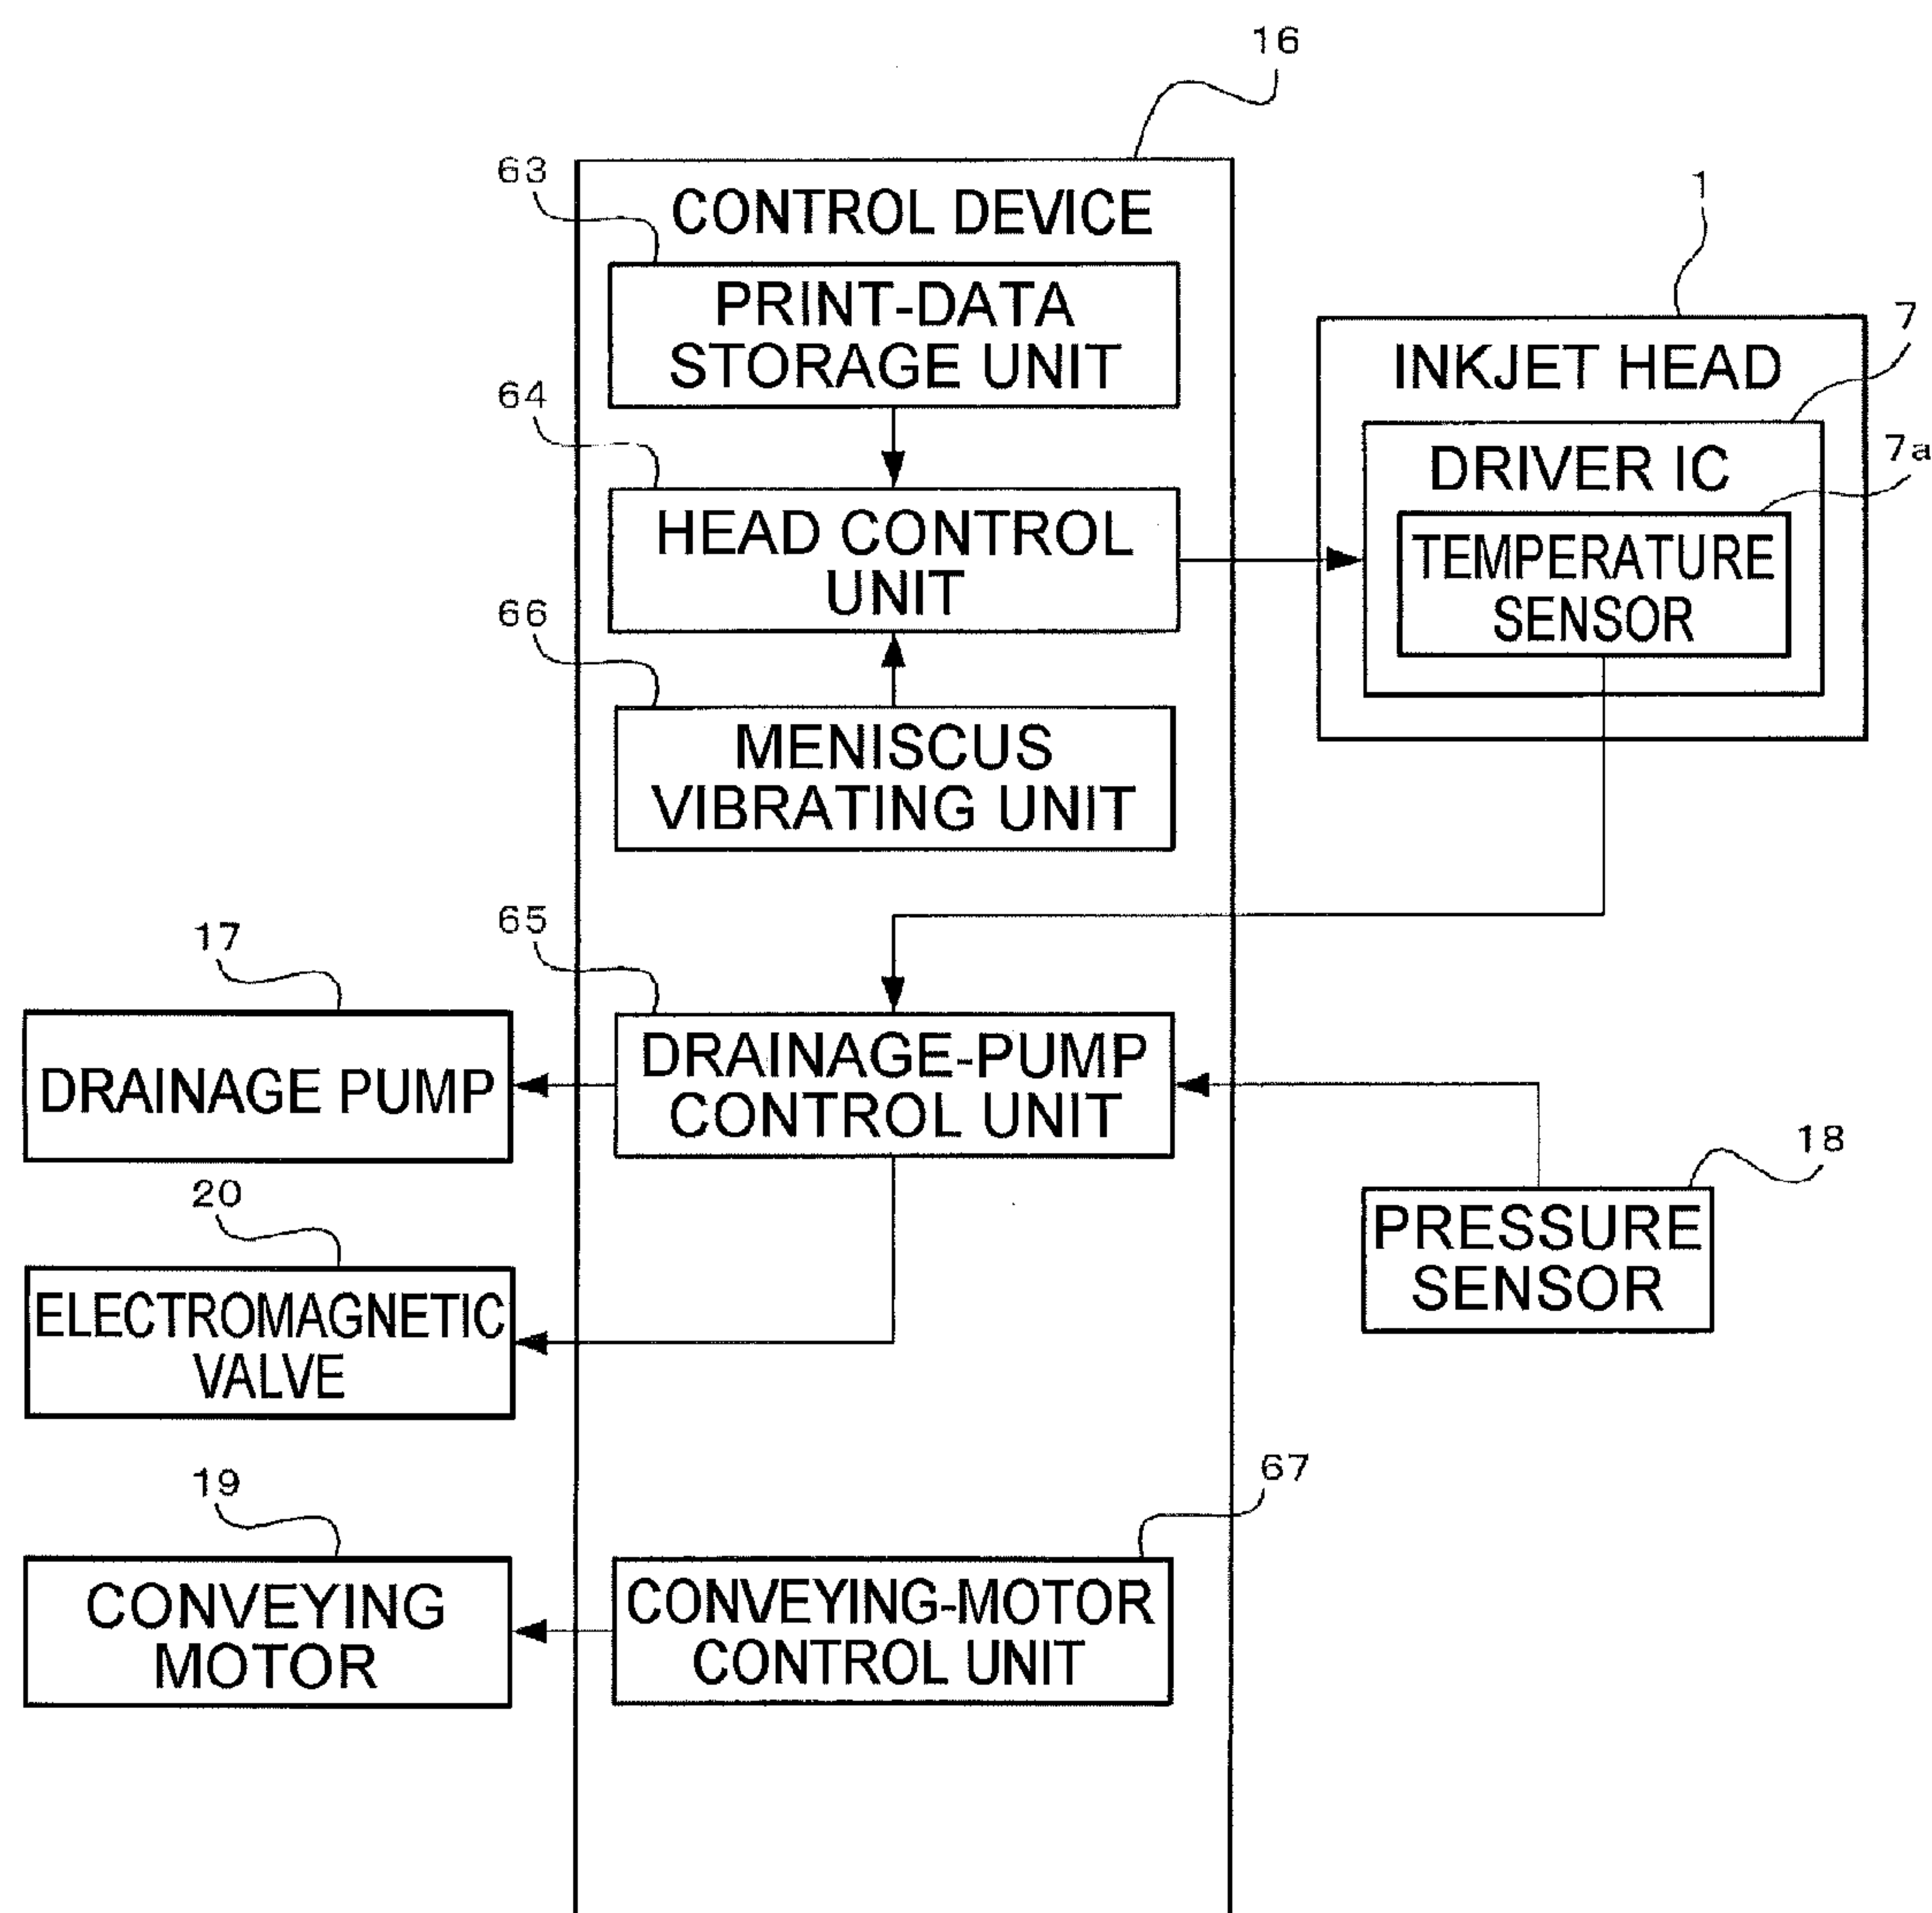 16
63
CONTROL DEVICE
1
PRINT-DATA
STORAGE UNIT
7
INKJET HEAD
64
7a
DRIVER IC
HEAD CONTROL
UNIT
TEMPERATURE
SENSOR
66
MENISCUS
VIBRATING UNIT
65
17
DRAINAGE-PUMP
CONTROL UNIT
DRAINAGE PUMP
18
20
PRESSURE
SENSOR
ELECTROMAGNETIC
VALVE
67
19
CONVEYING-MOTOR
CONTROL UNIT
CONVEYING
MOTOR